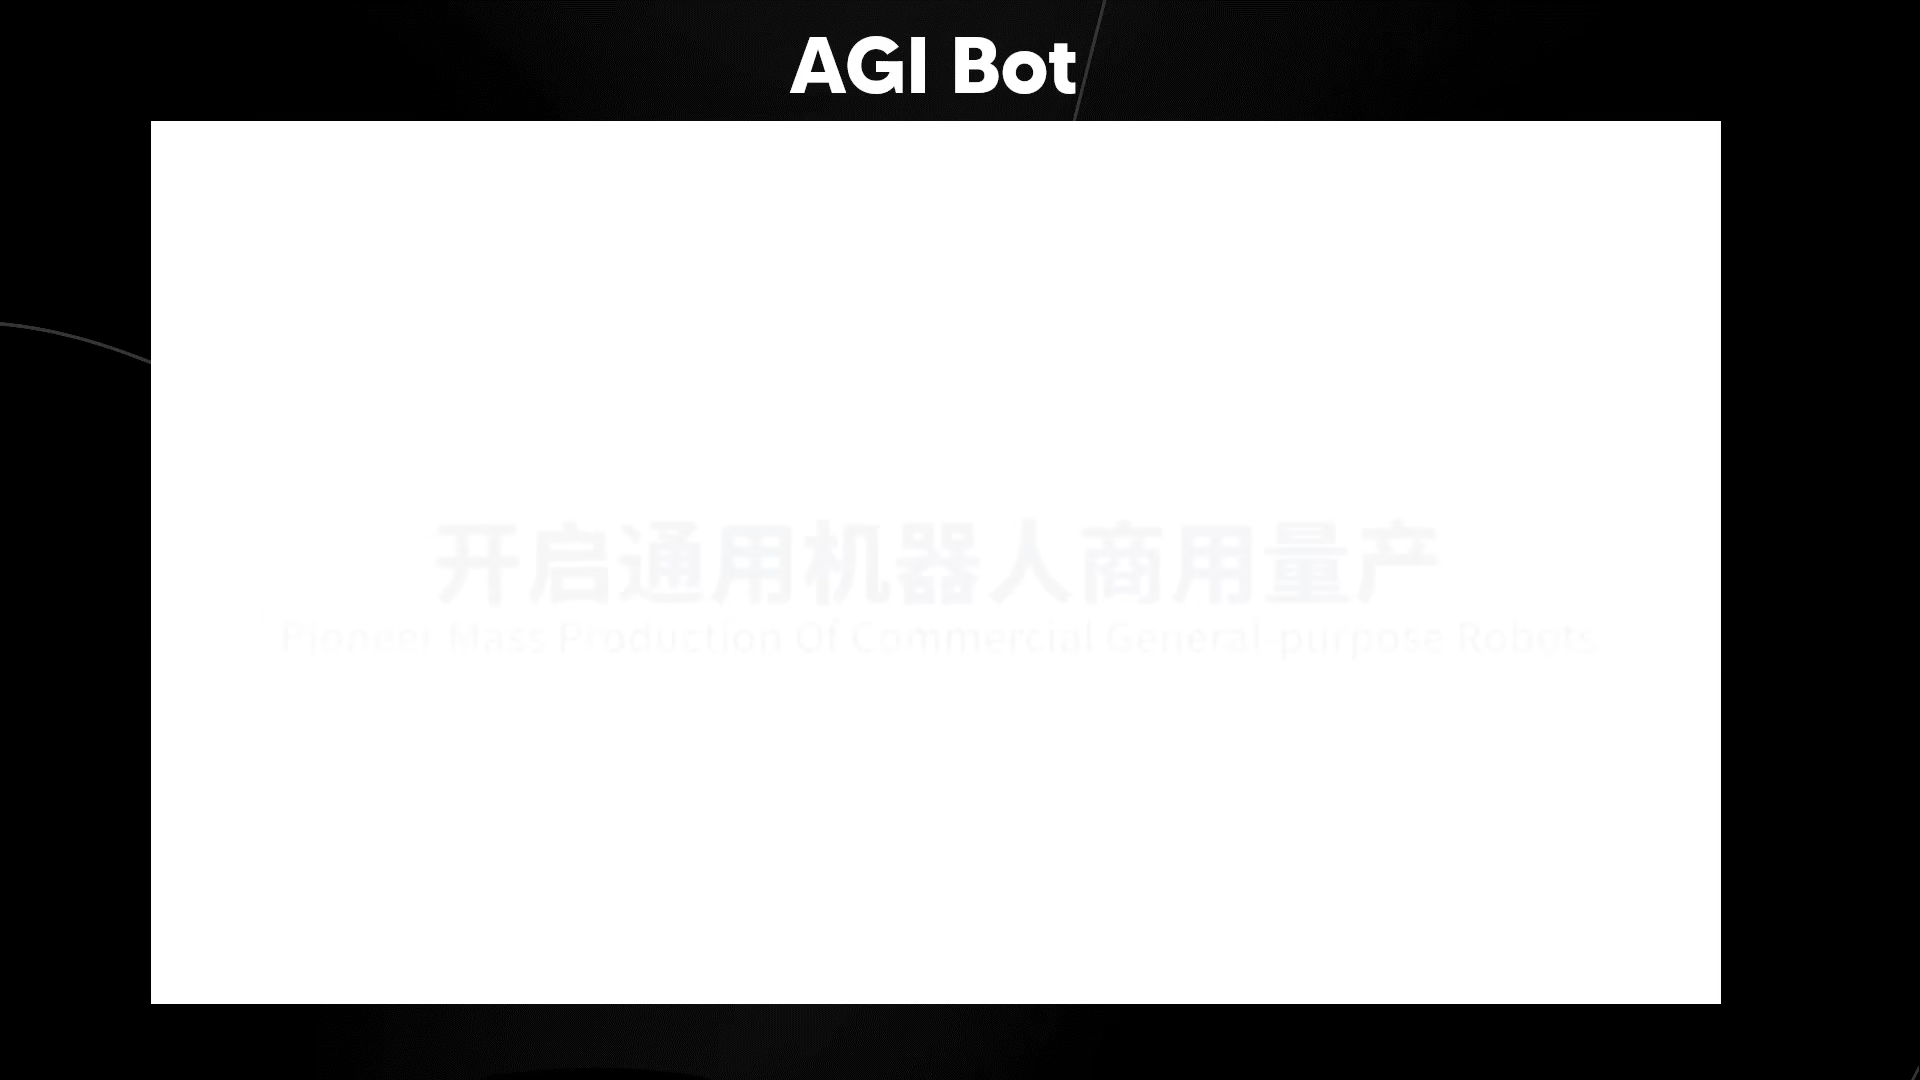 AGI Bot
开启通用机器人商用量产
Pioneer Mass Production Of Commercial General-purpose Robots